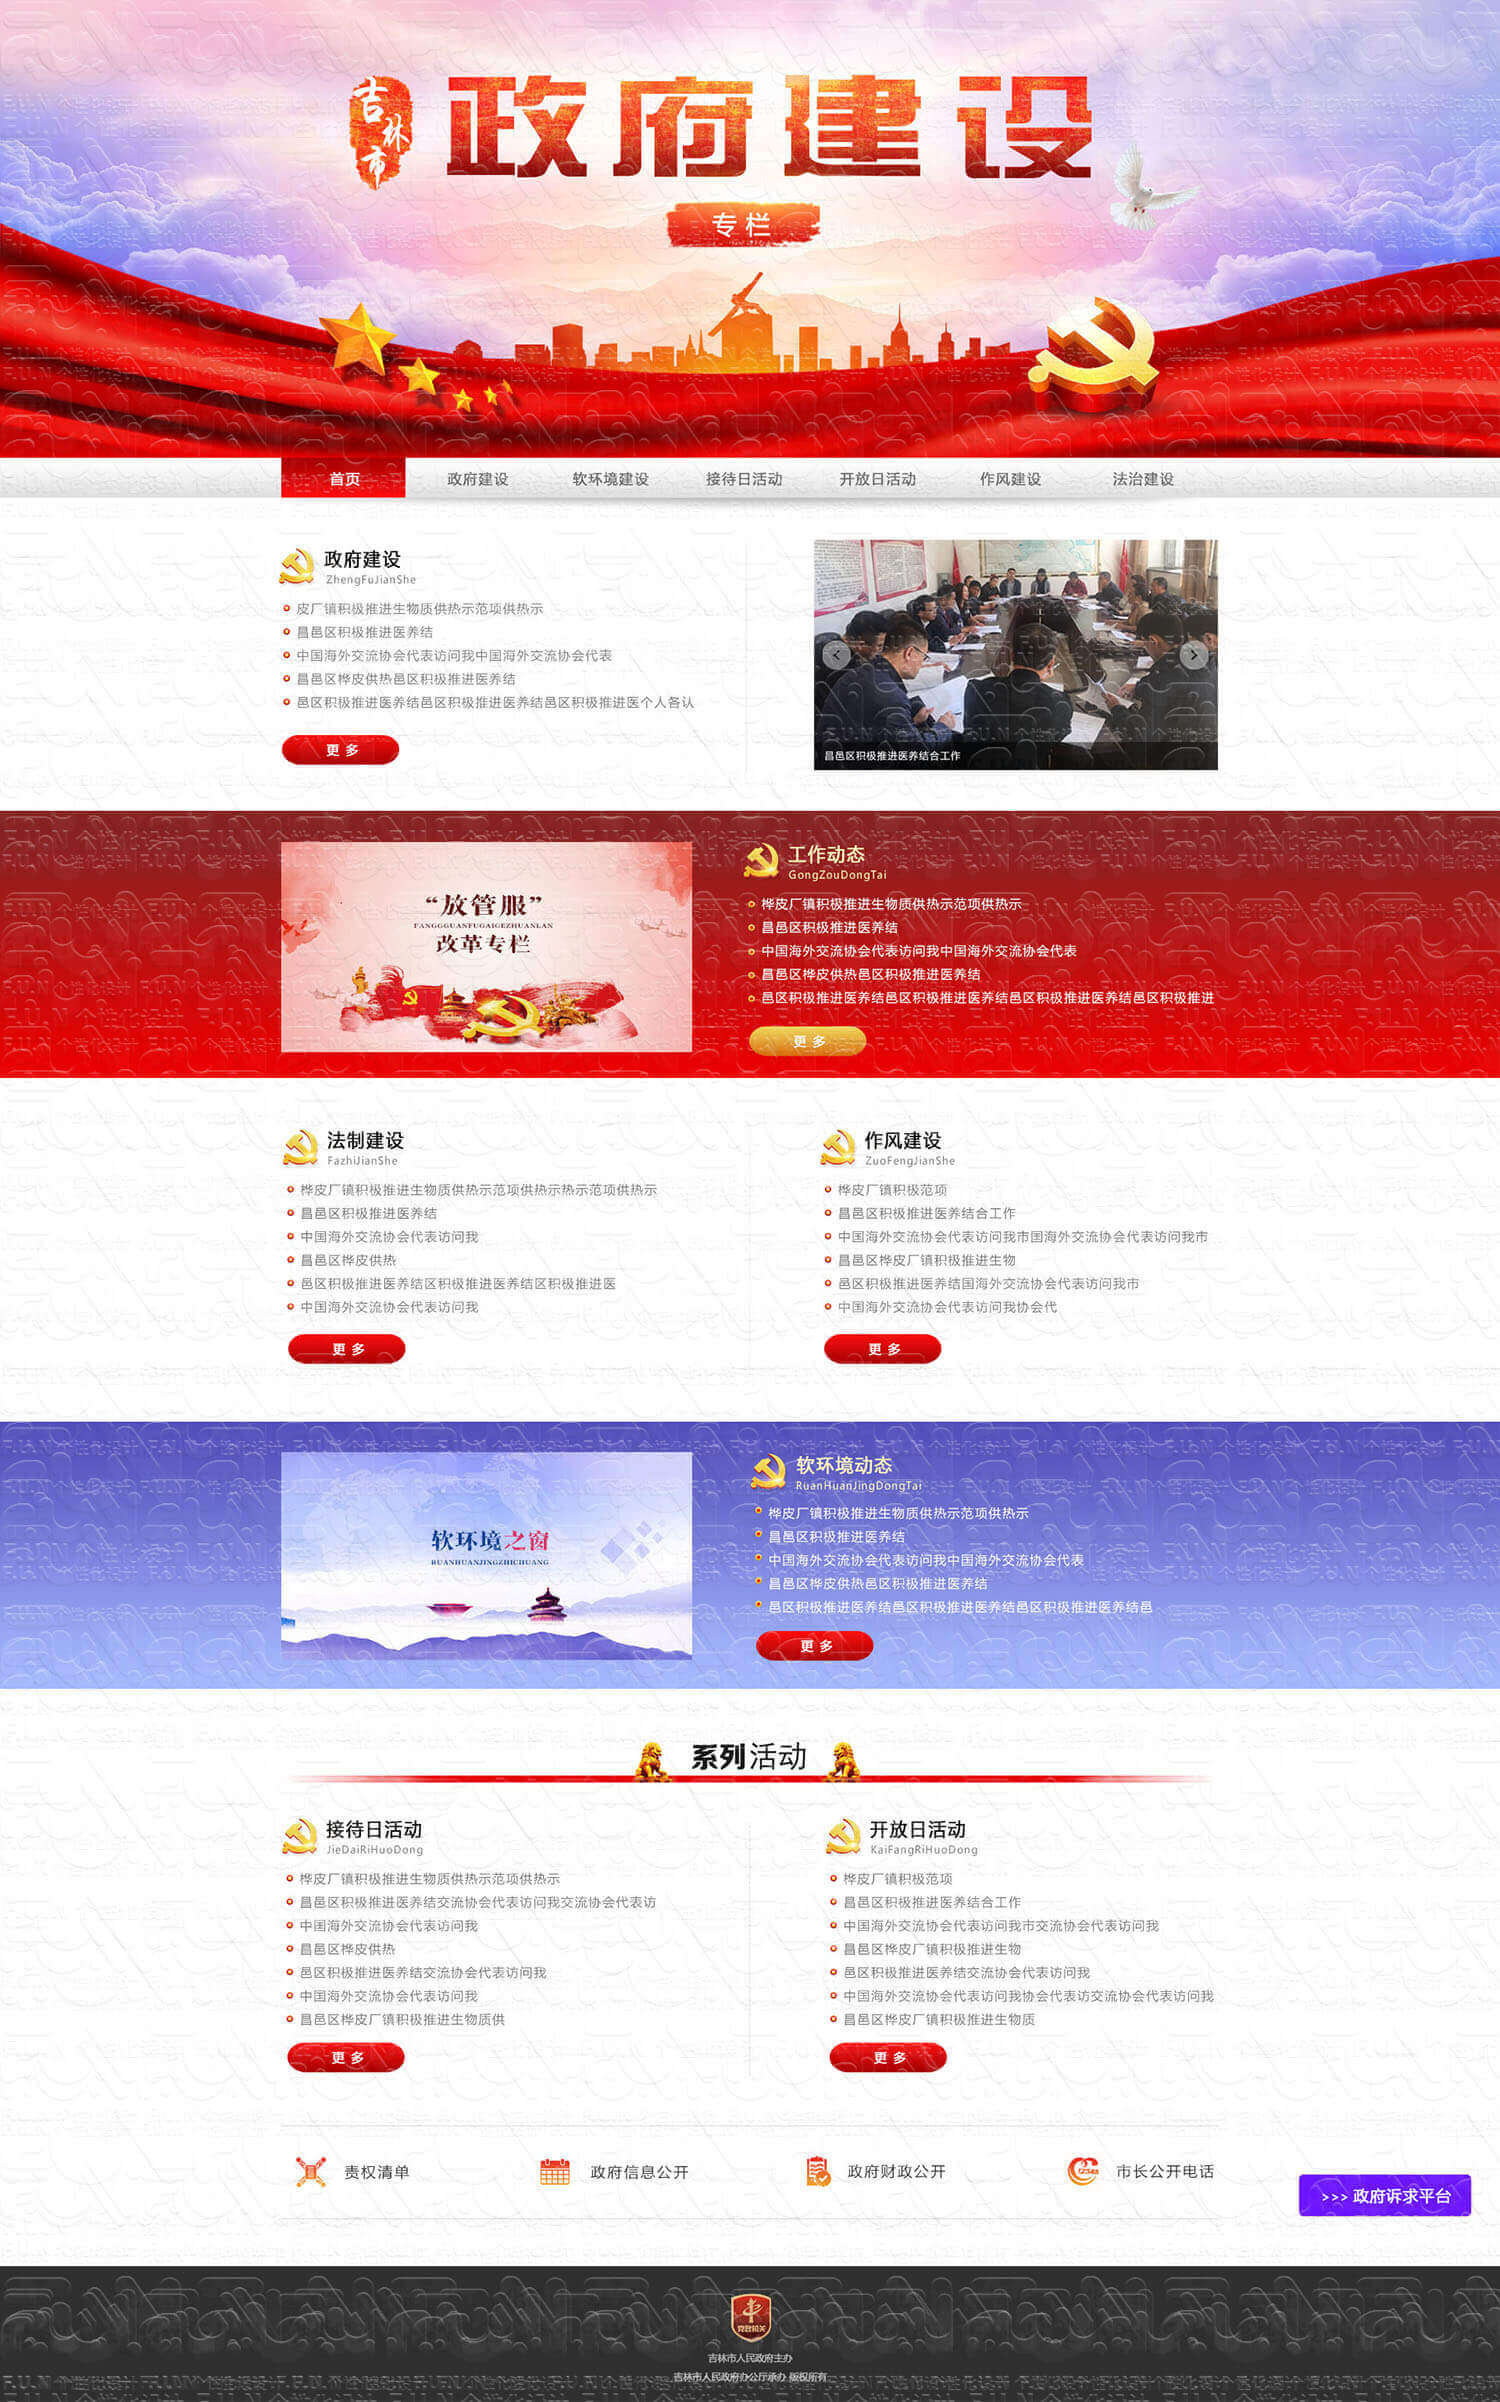 吉林市
政府建设
专栏
首页 政府建设 软环境建设 接待日活动 开放日活动 作风建设 法治建设
政府建设
ZhengFuJianShe
皮厂镇积极推进生物质供热示范项供热示
昌邑区积极推进医养结
中国海外交流协会代表访问我中国海外交流协会代表
昌邑区桦皮供热邑区积极推进医养结
邑区积极推进医养结邑区积极推进医养结邑区积极推进医个人各认
更多
昌邑区积极推进医养结合工作
“放管服”
FANGGGUANFUGAIGEZHUANLAN
改革专栏
工作动态
GongZouDongTai
桦皮厂镇积极推进生物质供热示范项供热示
昌邑区积极推进医养结
中国海外交流协会代表访问我中国海外交流协会代表
昌邑区桦皮供热邑区积极推进医养结
邑区积极推进医养结邑区积极推进医养结邑区积极推进医养结邑区积极推进
更多
法制建设
FazhiJianShe
桦皮厂镇积极推进生物质供热示范项供热示热示范项供热示
昌邑区积极推进医养结
中国海外交流协会代表访问我
昌邑区桦皮供热
邑区积极推进医养结区积极推进医养结区积极推进医
中国海外交流协会代表访问我
更多
作风建设
ZuoFengJianShe
桦皮厂镇积极范项
昌邑区积极推进医养结合工作
中国海外交流协会代表访问我市国海外交流协会代表访问我市
昌邑区桦皮厂镇积极推进生物
邑区积极推进医养结国海外交流协会代表访问我市
中国海外交流协会代表访问我协会代
更多
软环境之窗
RUANHUANJINGZHICHUANG
软环境动态
RuanHuanJingDongTai
桦皮厂镇积极推进生物质供热示范项供热示
昌邑区积极推进医养结
中国海外交流协会代表访问我中国海外交流协会代表
昌邑区桦皮供热邑区积极推进医养结
邑区积极推进医养结邑区积极推进医养结邑区积极推进医养结邑
更多
系列活动
接待日活动
JieDaiRiHuoDong
桦皮厂镇积极推进生物质供热示范项供热示
昌邑区积极推进医养结交流协会代表访问我交流协会代表访
中国海外交流协会代表访问我
昌邑区桦皮供热
邑区积极推进医养结交流协会代表访问我
中国海外交流协会代表访问我
昌邑区桦皮厂镇积极推进生物质供
更多
开放日活动
KaiFangRiHuoDong
桦皮厂镇积极范项
昌邑区积极推进医养结合工作
中国海外交流协会代表访问我市交流协会代表访问我
昌邑区桦皮厂镇积极推进生物
邑区积极推进医养结交流协会代表访问我
中国海外交流协会代表访问我协会代表访交流协会代表访问我
昌邑区桦皮厂镇积极推进生物质
更多
责权清单 政府信息公开 政府财政公开 市长公开电话
>>> 政府诉求平台
党政机关
吉林市人民政府主办
吉林市人民政府办公厅承办 版权所有